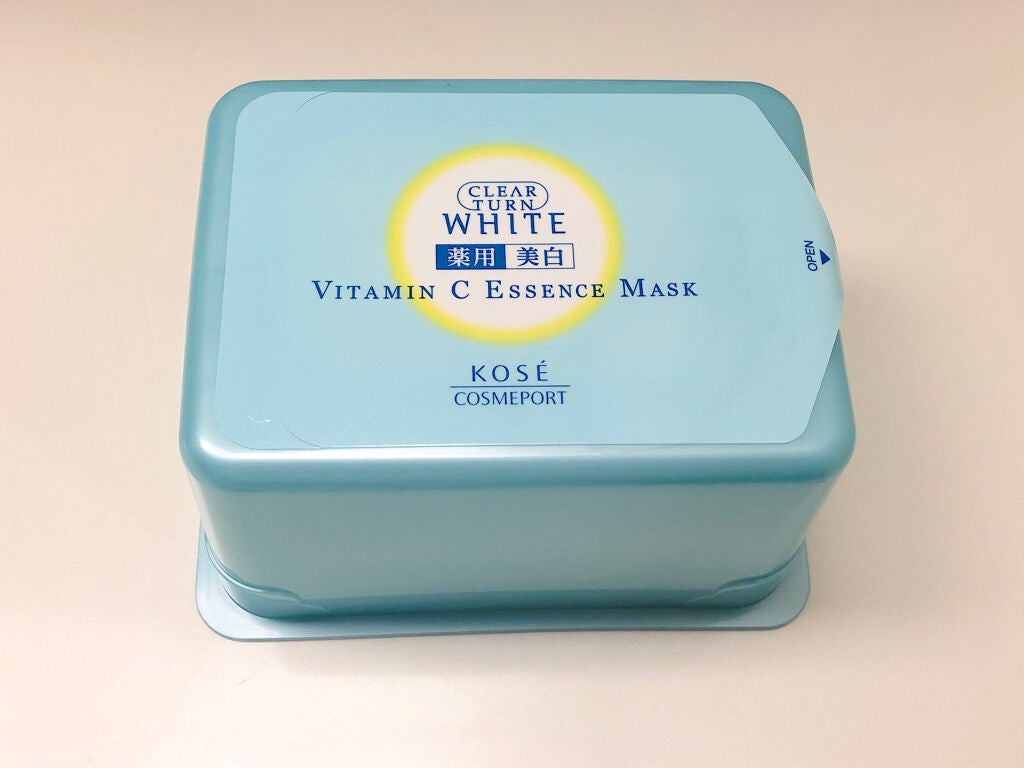 CLEAR
TURN
WHITE
薬用 美白
VITAMIN C ESSENCE MASK
KOSÉ
COSMEPORT
OPEN